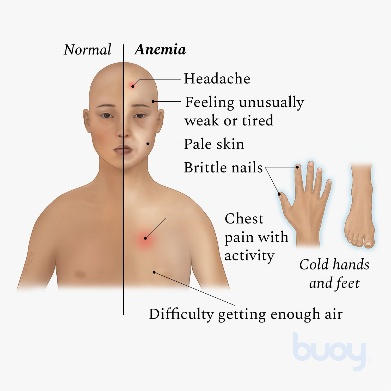 Normal
Anemia
Headache
Feeling unusually
weak or tired
Pale skin
Brittle nails
Chest
pain with
activity
Cold hands
and feet
Difficulty getting enough air
buoy